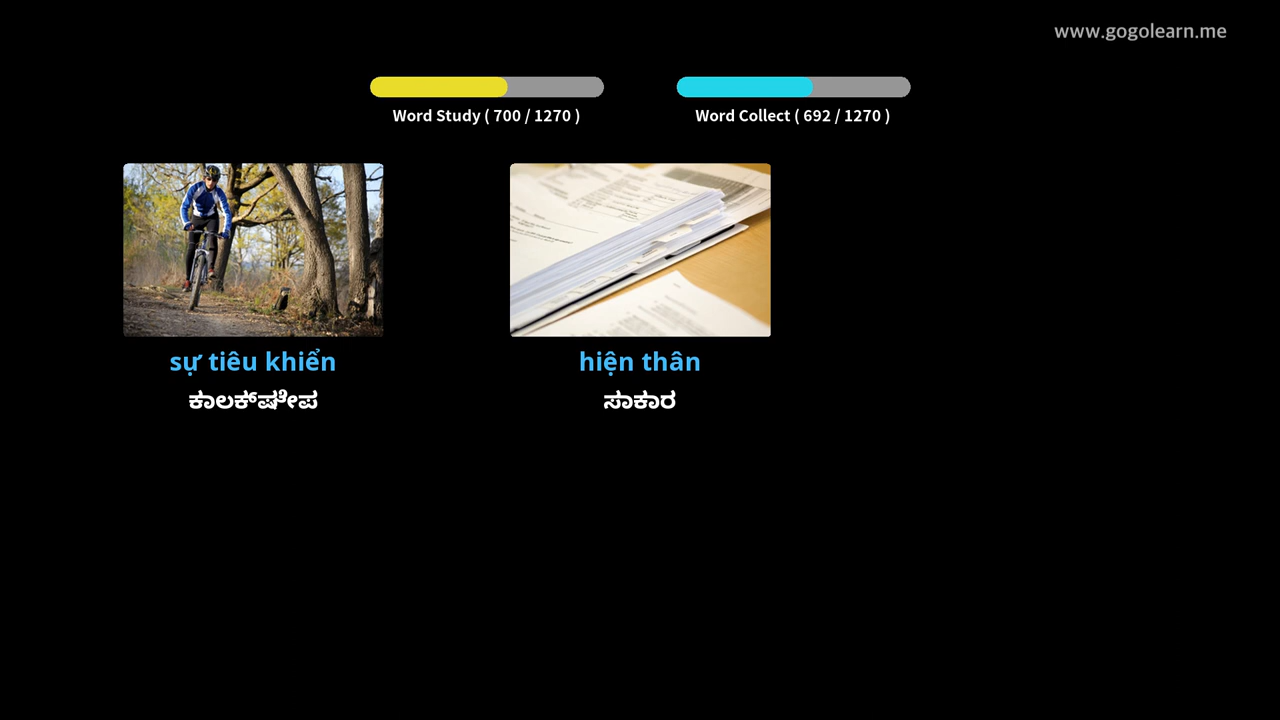 www.gogolearn.me
Word Study ( 700 / 1270 )
Word Collect ( 692 / 1270 )
sự tiêu khiển
ಕಾಲಕ್ಷೇಪ
hiện thân
ಸಾಕಾರ